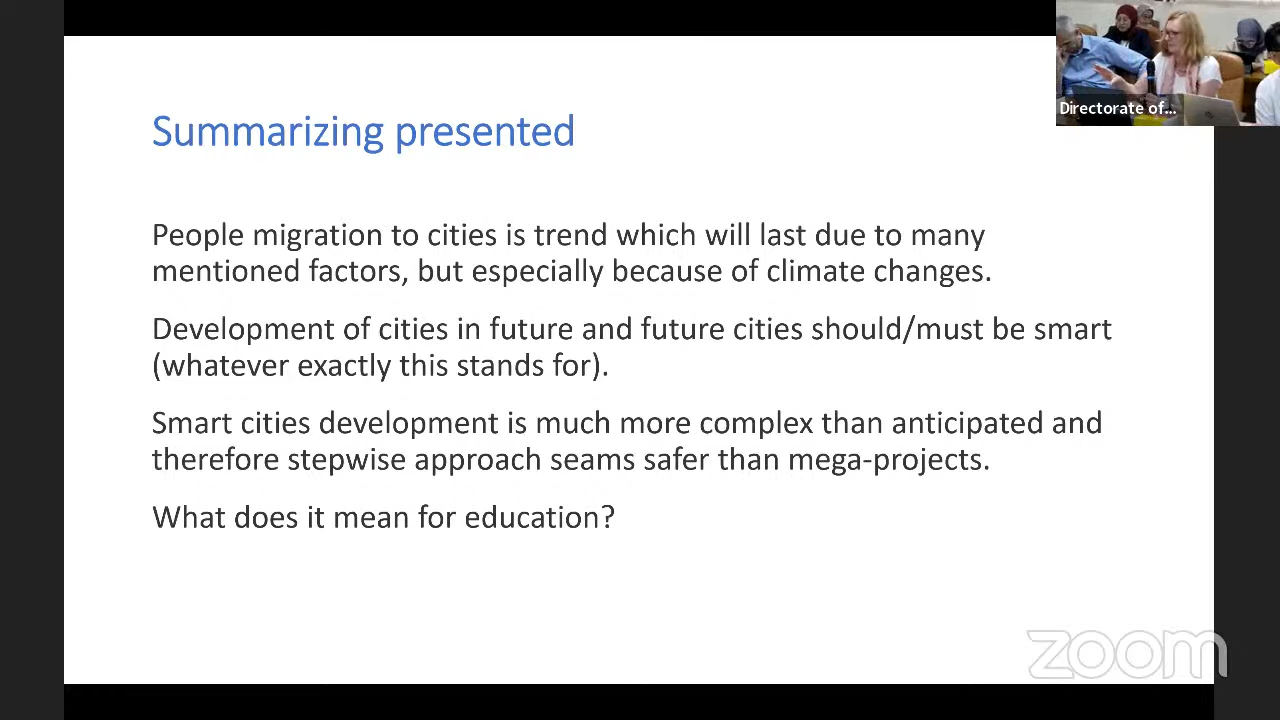 Directorate of...
Summarizing presented
People migration to cities is trend which will last due to many
mentioned factors, but especially because of climate changes.
Development of cities in future and future cities should/must be smart
(whatever exactly this stands for).
Smart cities development is much more complex than anticipated and
therefore stepwise approach seams safer than mega-projects.
What does it mean for education?
zoom